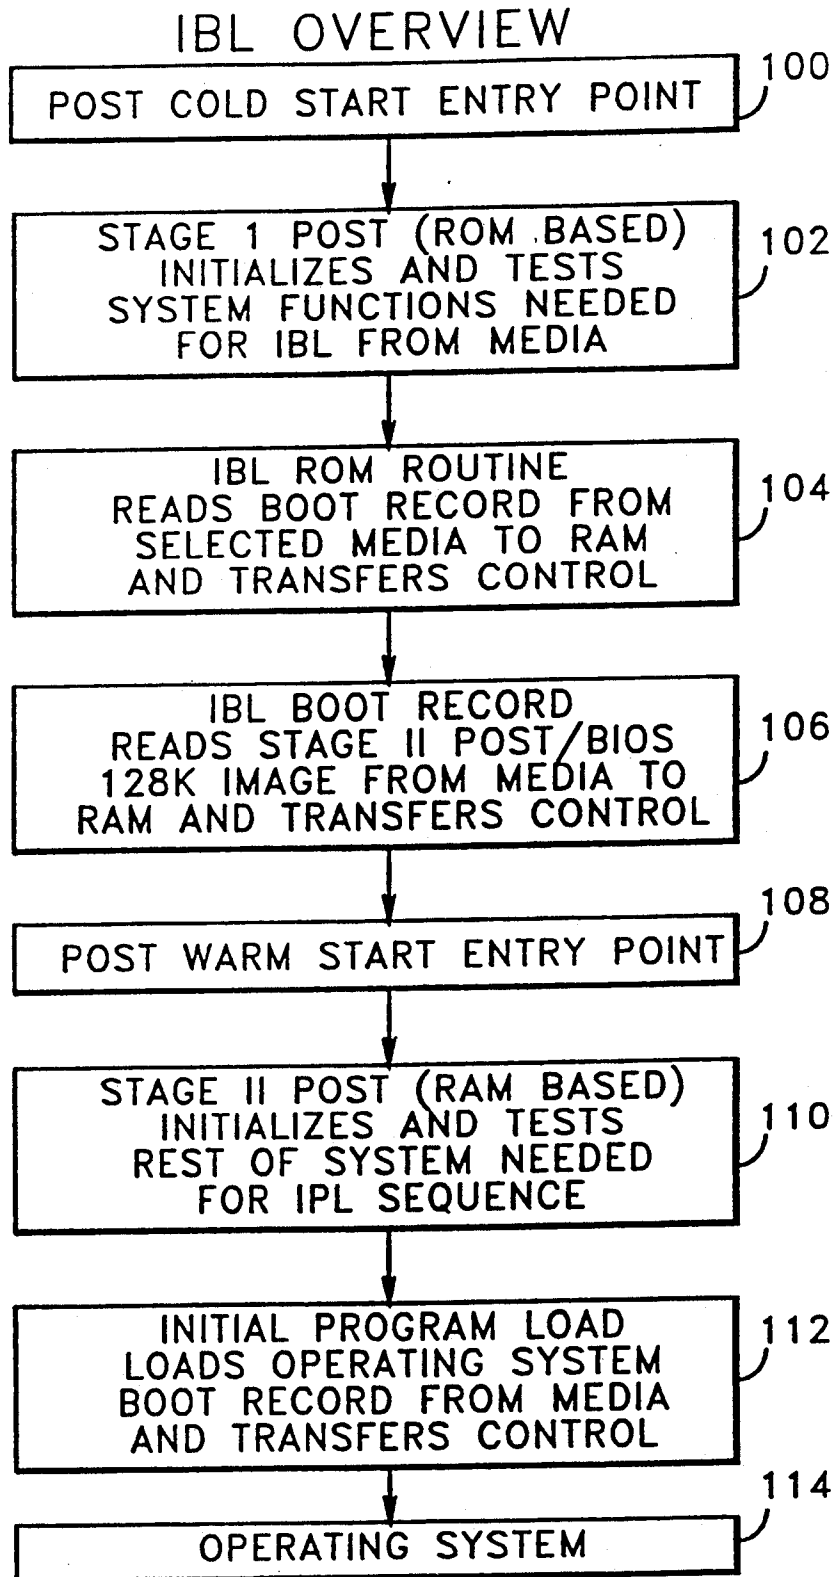 IBL OVERVIEW
POST COLD START ENTRY POINT
100
STAGE 1 POST (ROM BASED)
INITIALIZES AND TESTS
SYSTEM FUNCTIONS NEEDED
FOR IBL FROM MEDIA
102
IBL ROM ROUTINE
READS BOOT RECORD FROM
SELECTED MEDIA TO RAM
AND TRANSFERS CONTROL
104
IBL BOOT RECORD
READS STAGE II POST/BIOS
128K IMAGE FROM MEDIA TO
RAM AND TRANSFERS CONTROL
106
POST WARM START ENTRY POINT
108
STAGE II POST (RAM BASED)
INITIALIZES AND TESTS
REST OF SYSTEM NEEDED
FOR IPL SEQUENCE
110
INITIAL PROGRAM LOAD
LOADS OPERATING SYSTEM
BOOT RECORD FROM MEDIA
AND TRANSFERS CONTROL
112
OPERATING SYSTEM
114